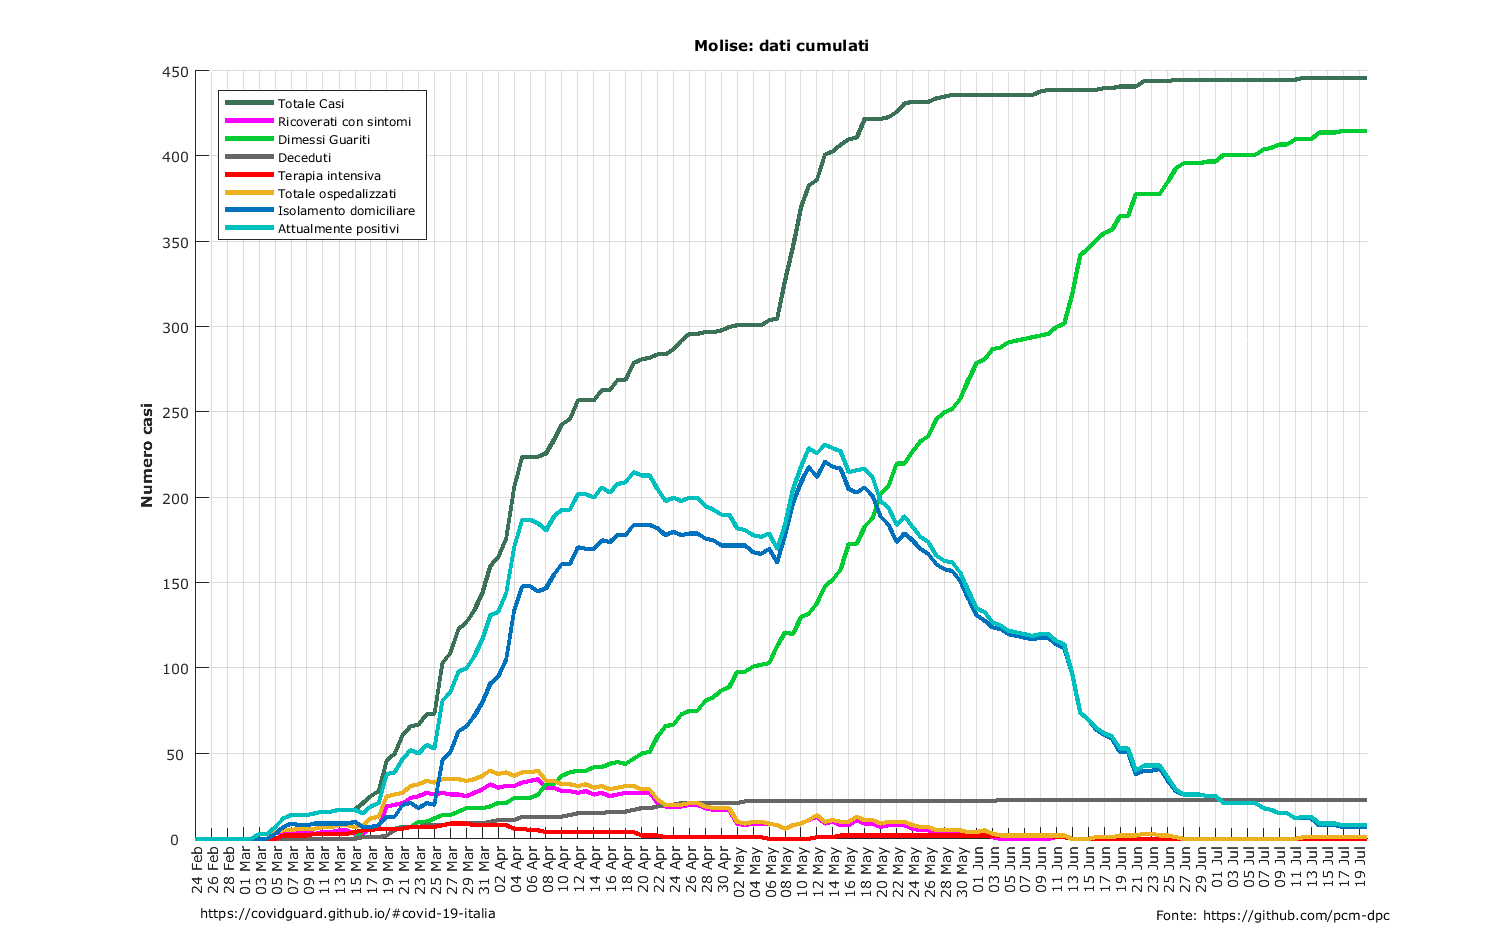 Molise: dati cumulati
450
400
350
300
250
200
150
100
50
0
Numero casi
Totale Casi
Ricoverati con sintomi
Dimessi Guariti
Deceduti
Terapia intensiva
Totale ospedalizzati
Isolamento domiciliare
Attualmente positivi
24 Feb
26 Feb
28 Feb
01 Mar
03 Mar
05 Mar
07 Mar
09 Mar
11 Mar
13 Mar
15 Mar
17 Mar
19 Mar
21 Mar
23 Mar
25 Mar
27 Mar
29 Mar
31 Mar
02 Apr
04 Apr
06 Apr
08 Apr
10 Apr
12 Apr
14 Apr
16 Apr
18 Apr
20 Apr
22 Apr
24 Apr
26 Apr
28 Apr
30 Apr
02 May
04 May
06 May
08 May
10 May
12 May
14 May
16 May
18 May
20 May
22 May
24 May
26 May
28 May
30 May
01 Jun
03 Jun
05 Jun
07 Jun
09 Jun
11 Jun
13 Jun
15 Jun
17 Jun
19 Jun
21 Jun
23 Jun
25 Jun
27 Jun
29 Jun
01 Jul
03 Jul
05 Jul
07 Jul
09 Jul
11 Jul
13 Jul
15 Jul
17 Jul
19 Jul
https://covidguard.github.io/#covid-19-italia
Fonte: https://github.com/pcm-dpc